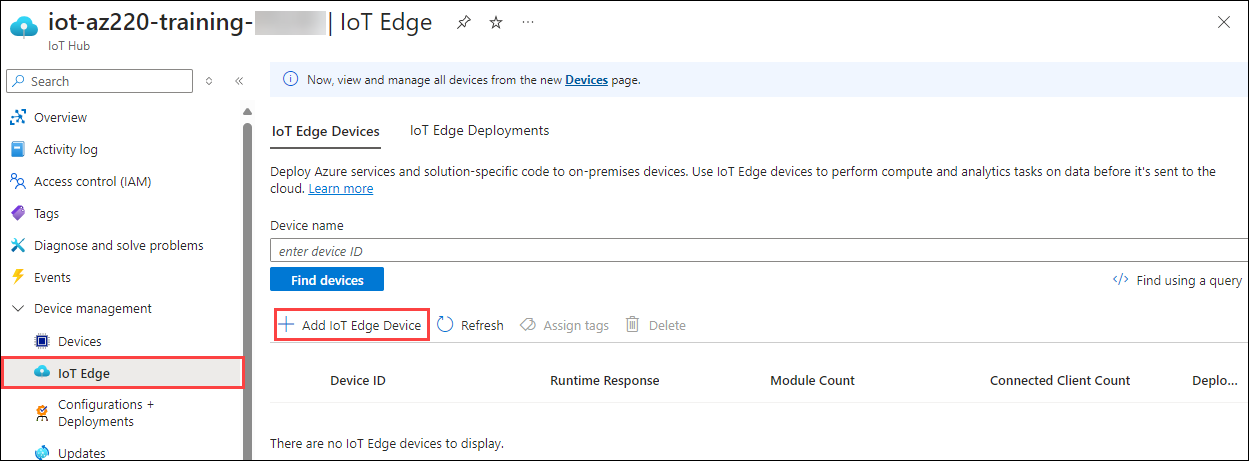 iot-az220-training- | IoT Edge ...
IoT Hub
Search
Overview
Activity log
Access control (IAM)
Tags
Diagnose and solve problems
Events
Device management
Devices
IoT Edge
Configurations +
Deployments
Updates
Now, view and manage all devices from the new Devices page.
IoT Edge Devices IoT Edge Deployments
Deploy Azure services and solution-specific code to on-premises devices. Use IoT Edge devices to perform compute and analytics tasks on data before it's sent to the
cloud. Learn more
Device name
enter device ID
Find devices </> Find using a query
Add IoT Edge Device Refresh Assign tags Delete
Device ID Runtime Response Module Count Connected Client Count Deplo...
There are no IoT Edge devices to display.